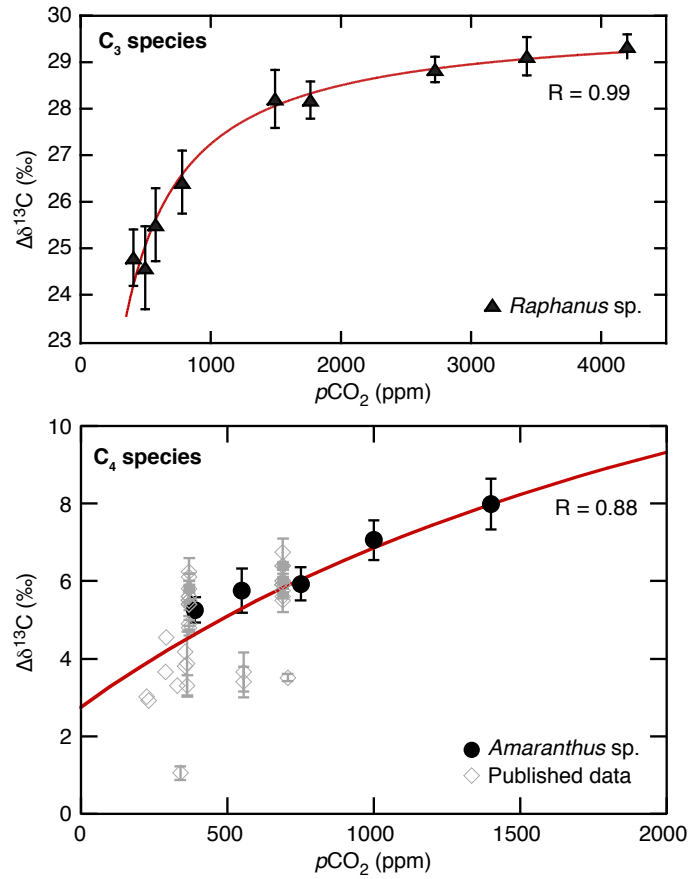 C₃ species
Δδ¹³C (‰)
30
29
28
27
26
25
24
23
R = 0.99
Raphanus sp.
0
1000
2000
3000
4000
pCO₂ (ppm)
C₄ species
Δδ¹³C (‰)
10
8
6
4
2
0
R = 0.88
Amaranthus sp.
Published data
0
500
1000
1500
2000
pCO₂ (ppm)